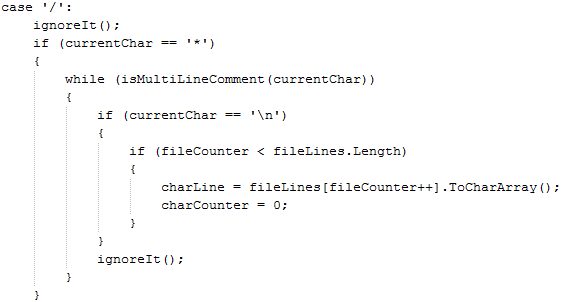 case '/':
    ignoreIt();
    if (currentChar == '*')
    {
        while (isMultiLineComment(currentChar))
        {
            if (currentChar == '\n')
            {
                if (fileCounter < fileLines.Length)
                {
                    charLine = fileLines[fileCounter++].ToCharArray();
                    charCounter = 0;
                }
            }
            ignoreIt();
        }
    }